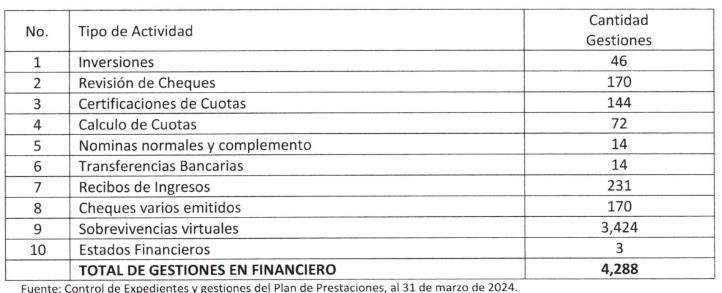 No. Tipo de Actividad Cantidad Gestiones
1 Inversiones 46
2 Revisión de Cheques 170
3 Certificaciones de Cuotas 144
4 Calculo de Cuotas 72
5 Nominas normales y complemento 14
6 Transferencias Bancarias 14
7 Recibos de Ingresos 231
8 Cheques varios emitidos 170
9 Sobrevivencias virtuales 3,424
10 Estados Financieros 3
TOTAL DE GESTIONES EN FINANCIERO 4,288
Fuente: Control de Expedientes y gestiones del Plan de Prestaciones, al 31 de marzo de 2024.